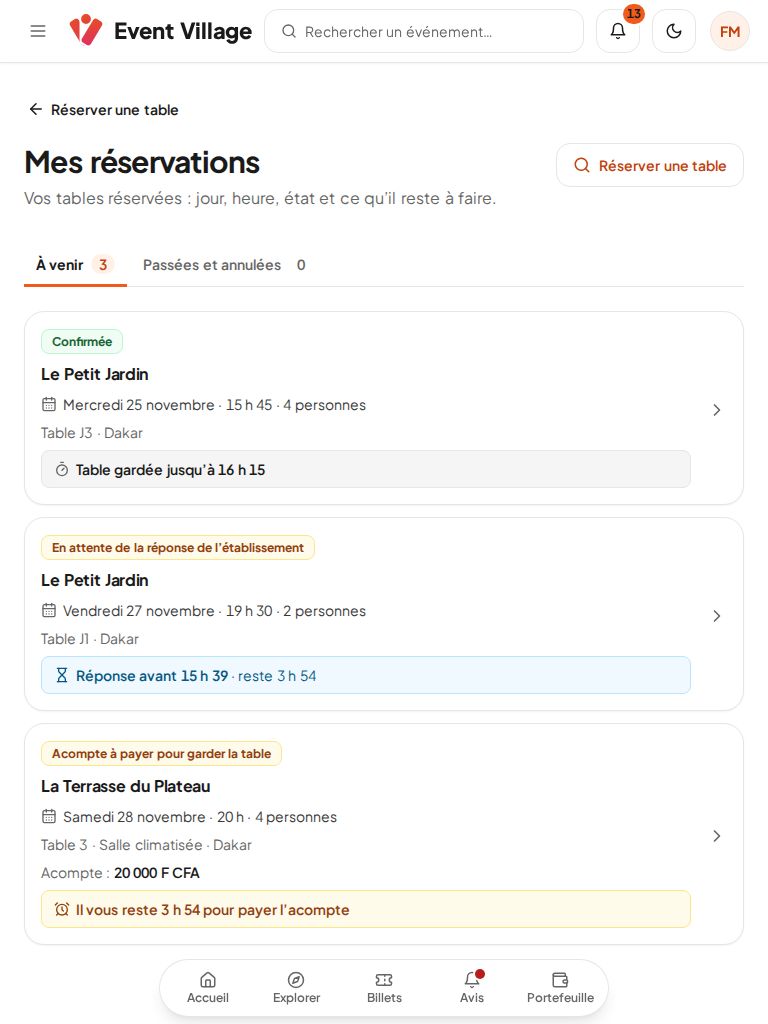 Event Village
Rechercher un événement…
13
FM
Réserver une table
Mes réservations
Réserver une table
Vos tables réservées : jour, heure, état et ce qu’il reste à faire.
À venir 3
Passées et annulées 0
Confirmée
Le Petit Jardin
Mercredi 25 novembre · 15 h 45 · 4 personnes
Table J3 · Dakar
Table gardée jusqu’à 16 h 15
En attente de la réponse de l’établissement
Le Petit Jardin
Vendredi 27 novembre · 19 h 30 · 2 personnes
Table J1 · Dakar
Réponse avant 15 h 39 · reste 3 h 54
Acompte à payer pour garder la table
La Terrasse du Plateau
Samedi 28 novembre · 20 h · 4 personnes
Table 3 · Salle climatisée · Dakar
Acompte : 20 000 F CFA
Il vous reste 3 h 54 pour payer l’acompte
Accueil
Explorer
Billets
Avis
Portefeuille